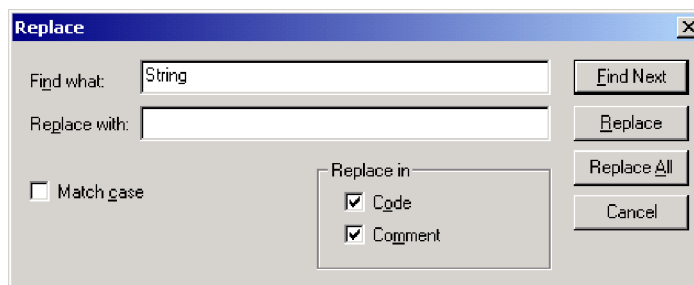 Replace
Find what: String Find Next
Replace with: Replace
Replace in Replace All
Match case Code Cancel
Comment